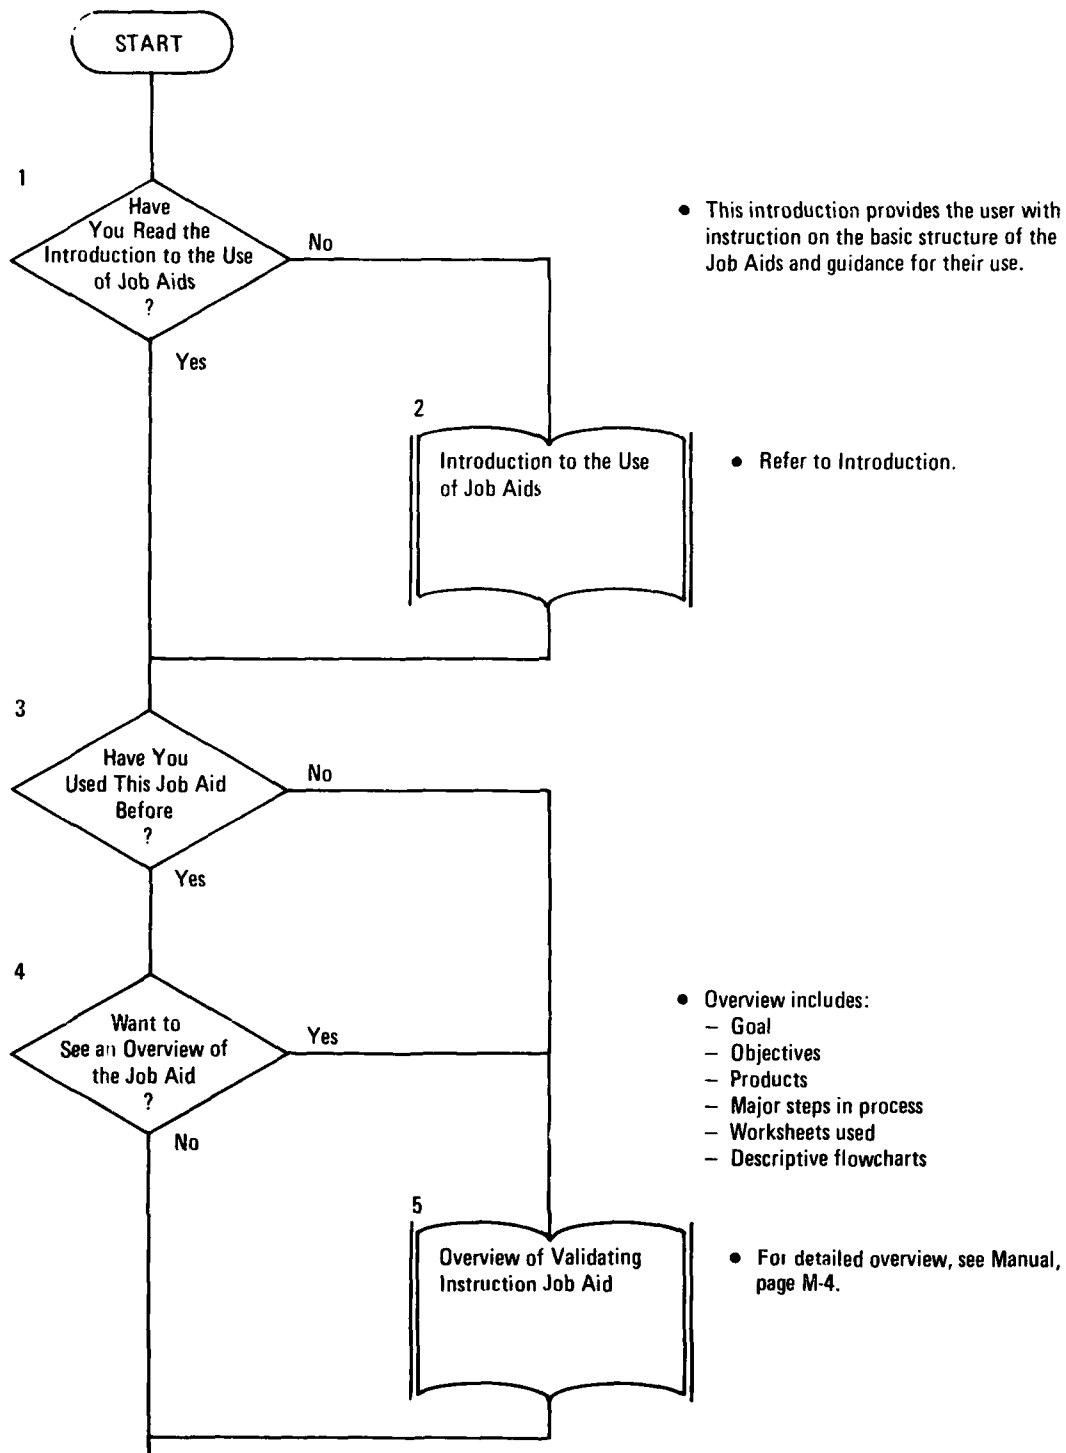 START
1
Have
You Read the
Introduction to the Use
of Job Aids
?
No
Yes
• This introduction provides the user with
instruction on the basic structure of the
Job Aids and guidance for their use.
2
Introduction to the Use
of Job Aids
• Refer to Introduction.
3
Have You
Used This Job Aid
Before
?
No
Yes
4
Want to
See an Overview of
the Job Aid
?
Yes
No
• Overview includes:
– Goal
– Objectives
– Products
– Major steps in process
– Worksheets used
– Descriptive flowcharts
5
Overview of Validating
Instruction Job Aid
• For detailed overview, see Manual,
page M-4.